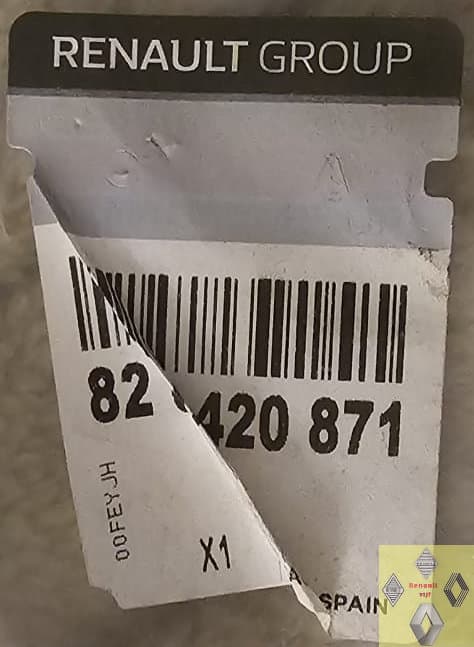 RENAULT GROUP
82 420 871
00FEYJH
X1
SPAIN
Renault